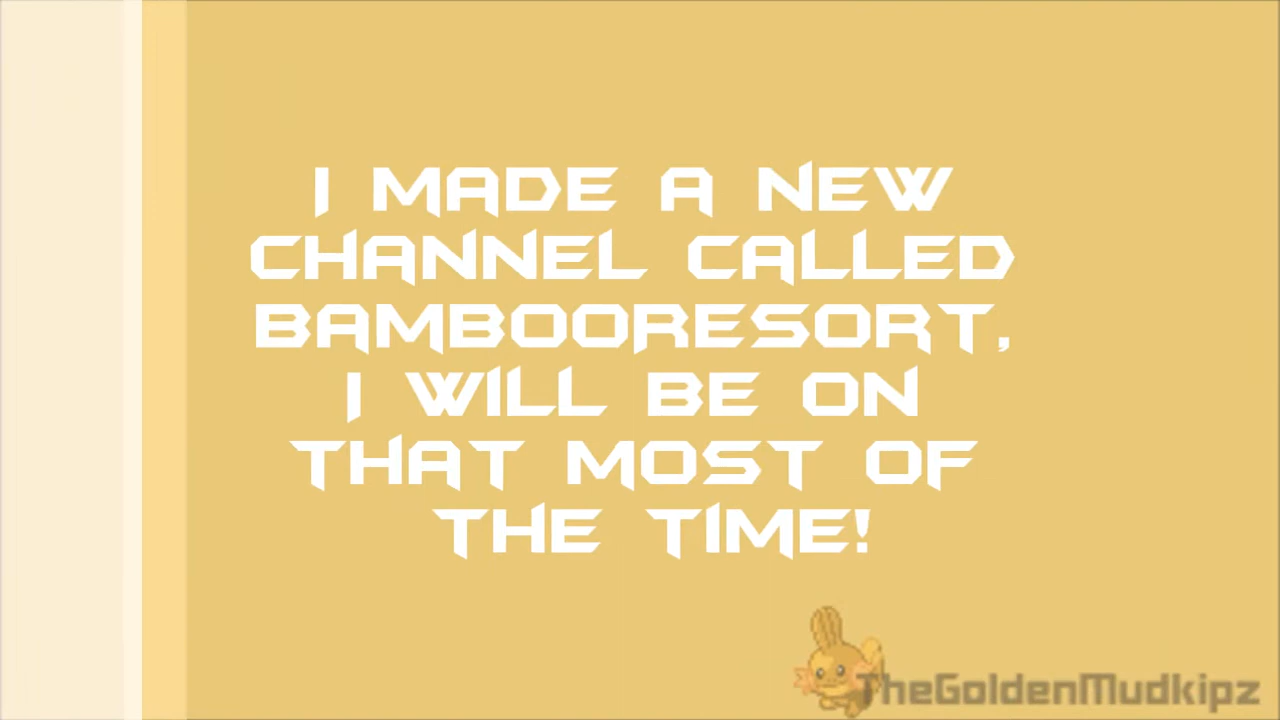 I MADE A NEW
CHANNEL CALLED
BAMBOORESORT,
I WILL BE ON
THAT MOST OF
THE TIME!
TheGoldenMudkipz